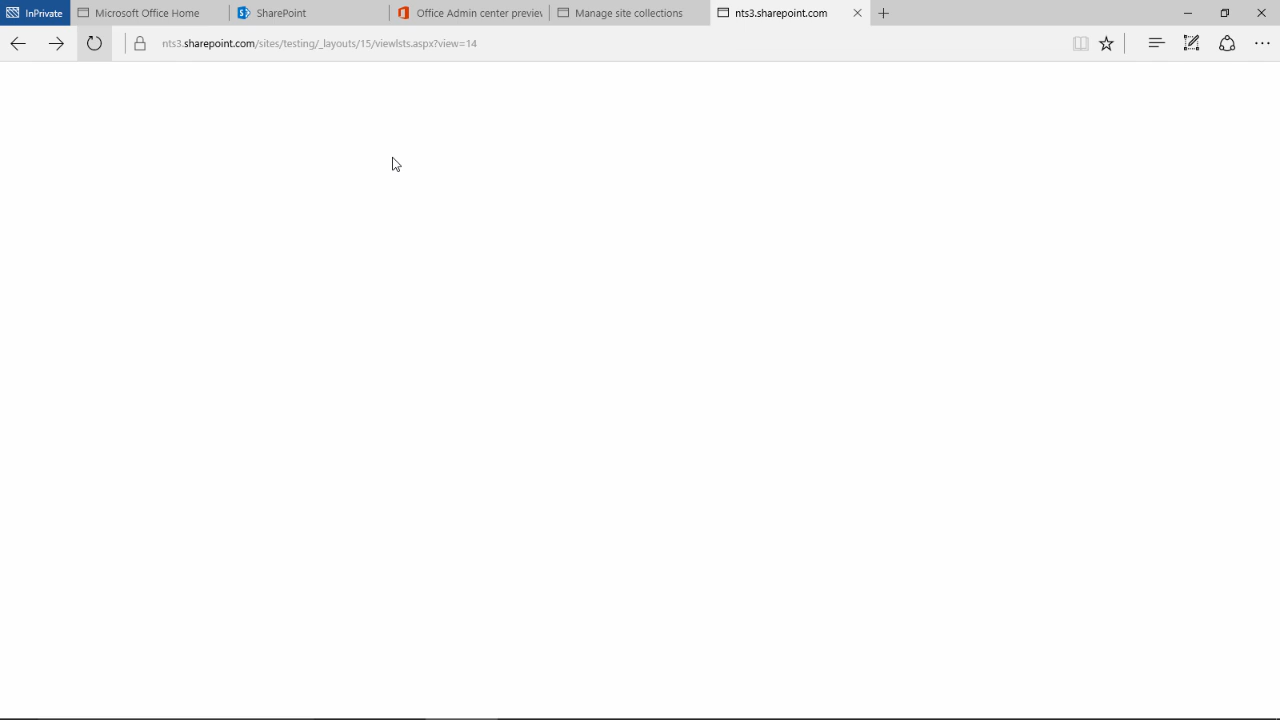 InPrivate
Microsoft Office Home
SharePoint
Office Admin center preview
Manage site collections
nts3.sharepoint.com
nts3.sharepoint.com/sites/testing/_layouts/15/viewlsts.aspx?view=14